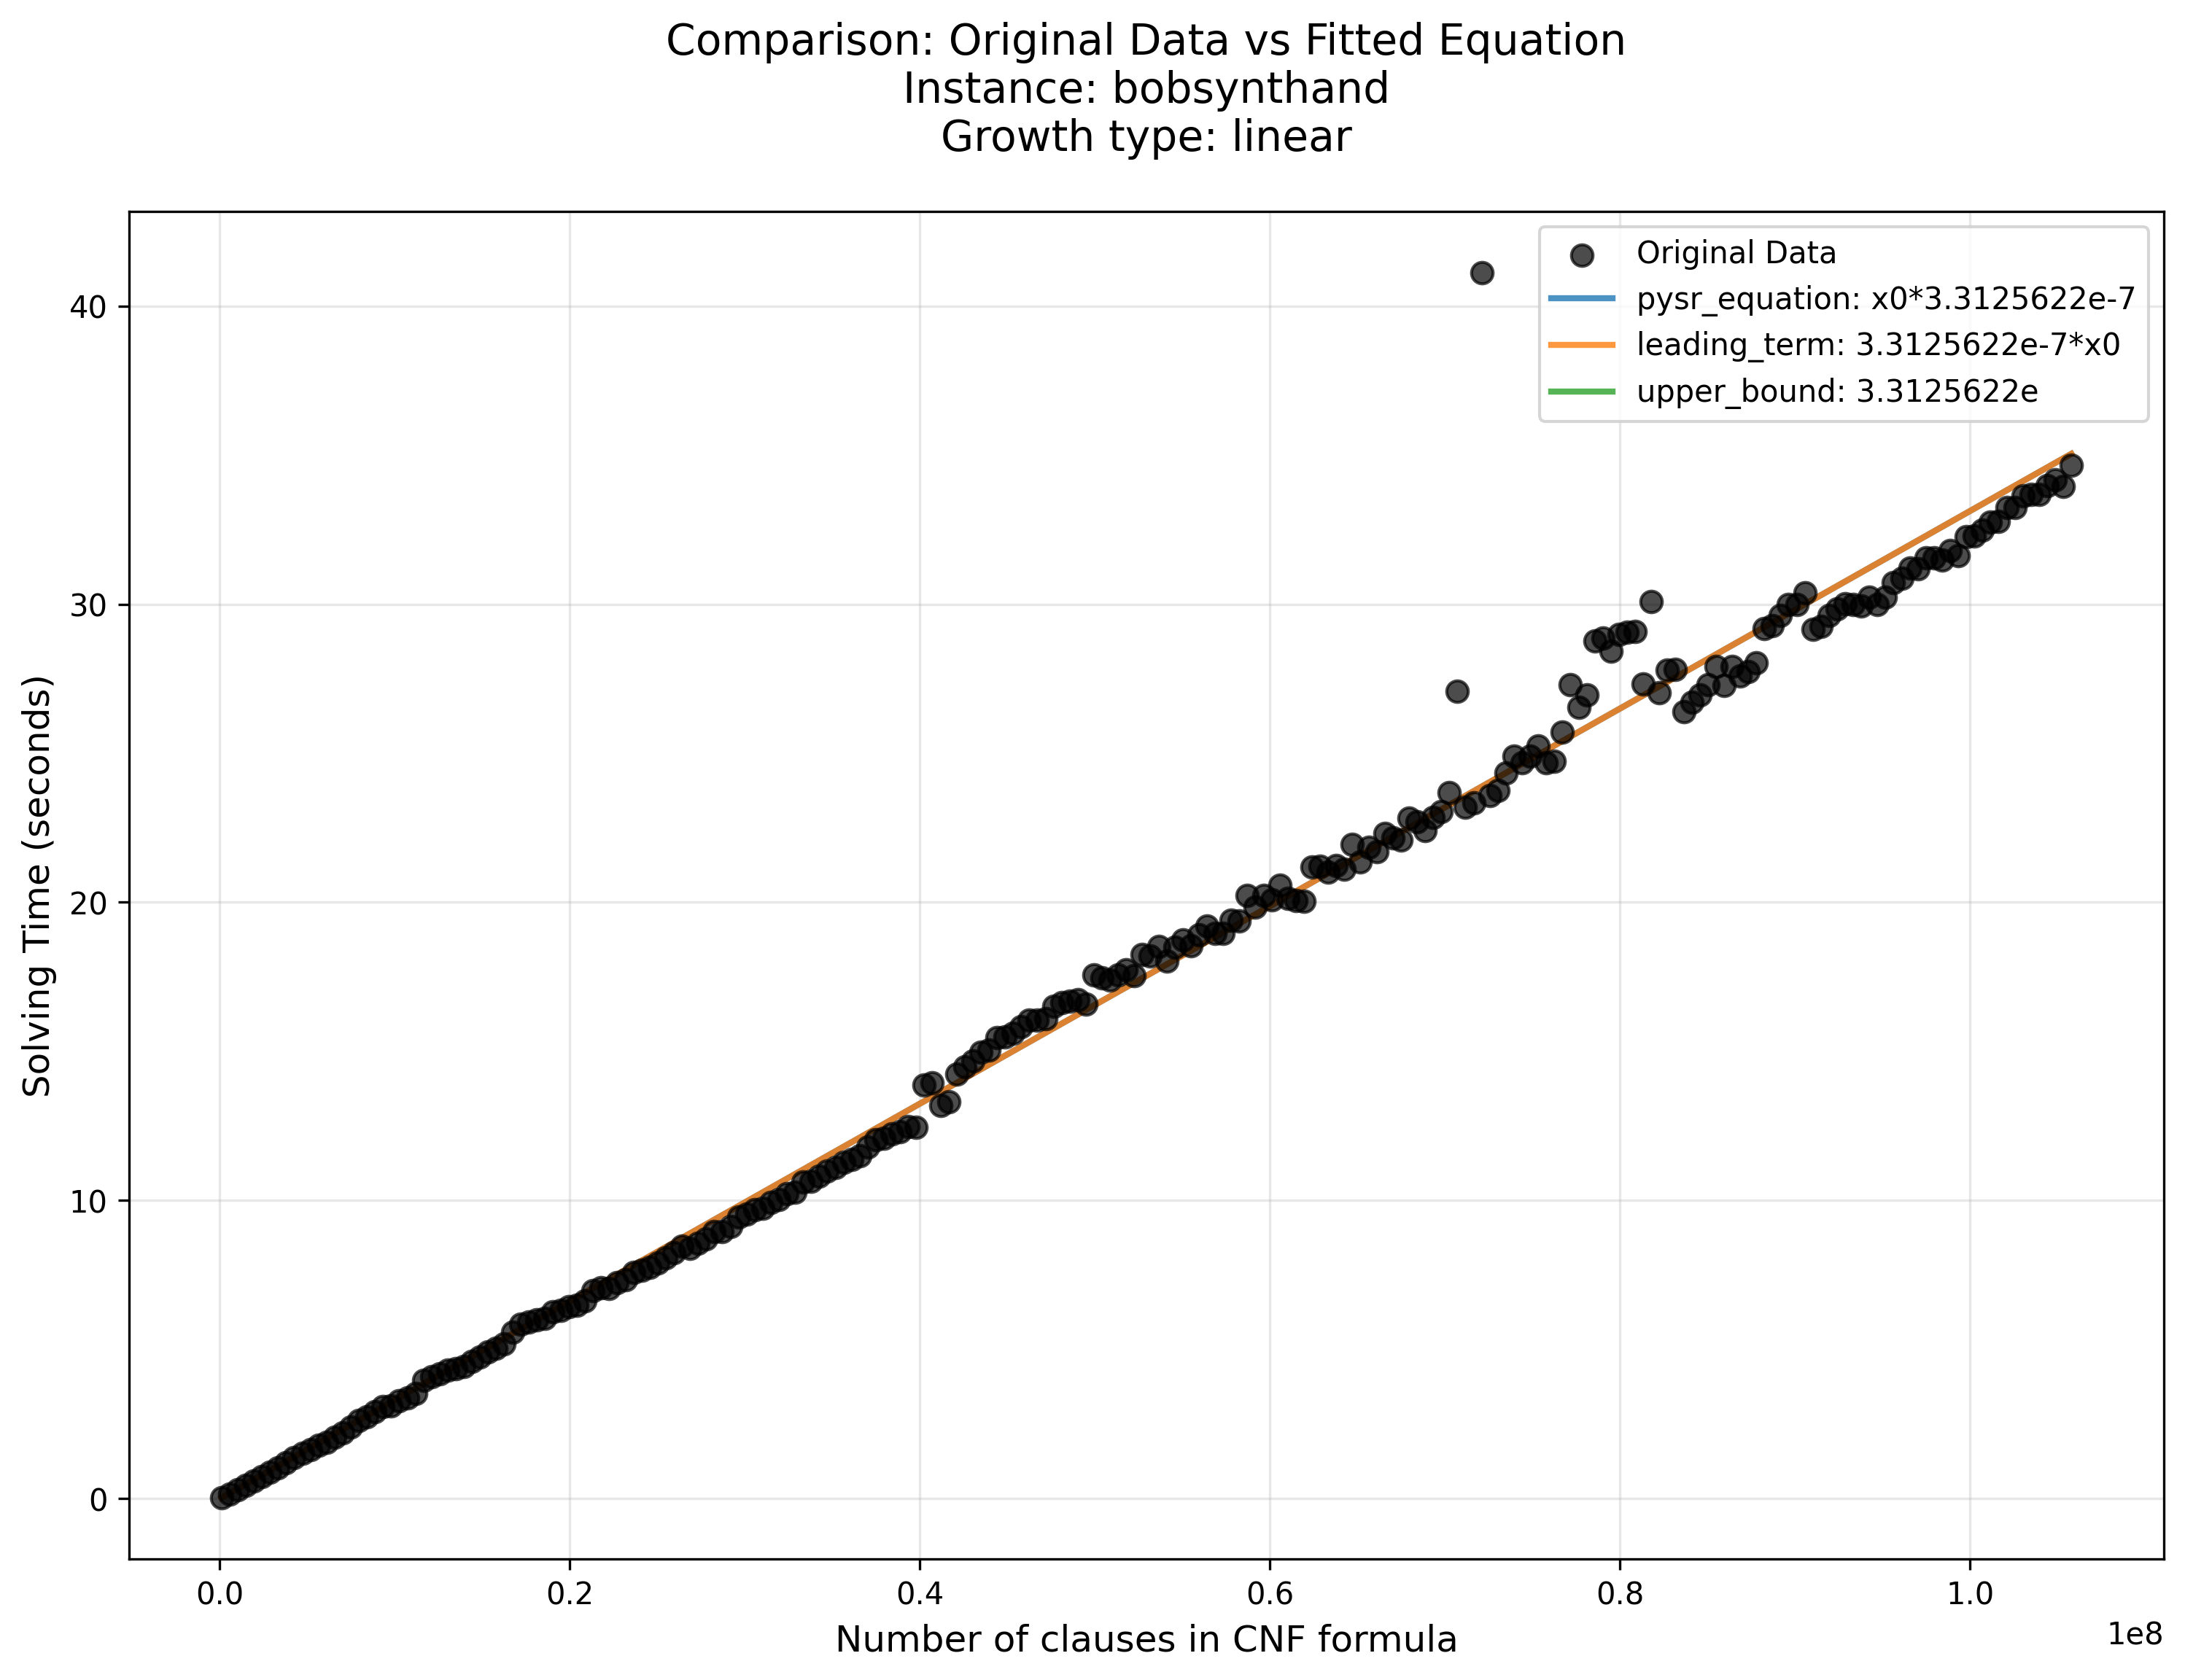 Comparison: Original Data vs Fitted Equation
Instance: bobsynthand
Growth type: linear
Original Data
pysr_equation: x0*3.3125622e-7
leading_term: 3.3125622e-7*x0
upper_bound: 3.3125622e
40
30
20
10
0
Solving Time (seconds)
0.0 0.2 0.4 0.6 0.8 1.0
1e8
Number of clauses in CNF formula